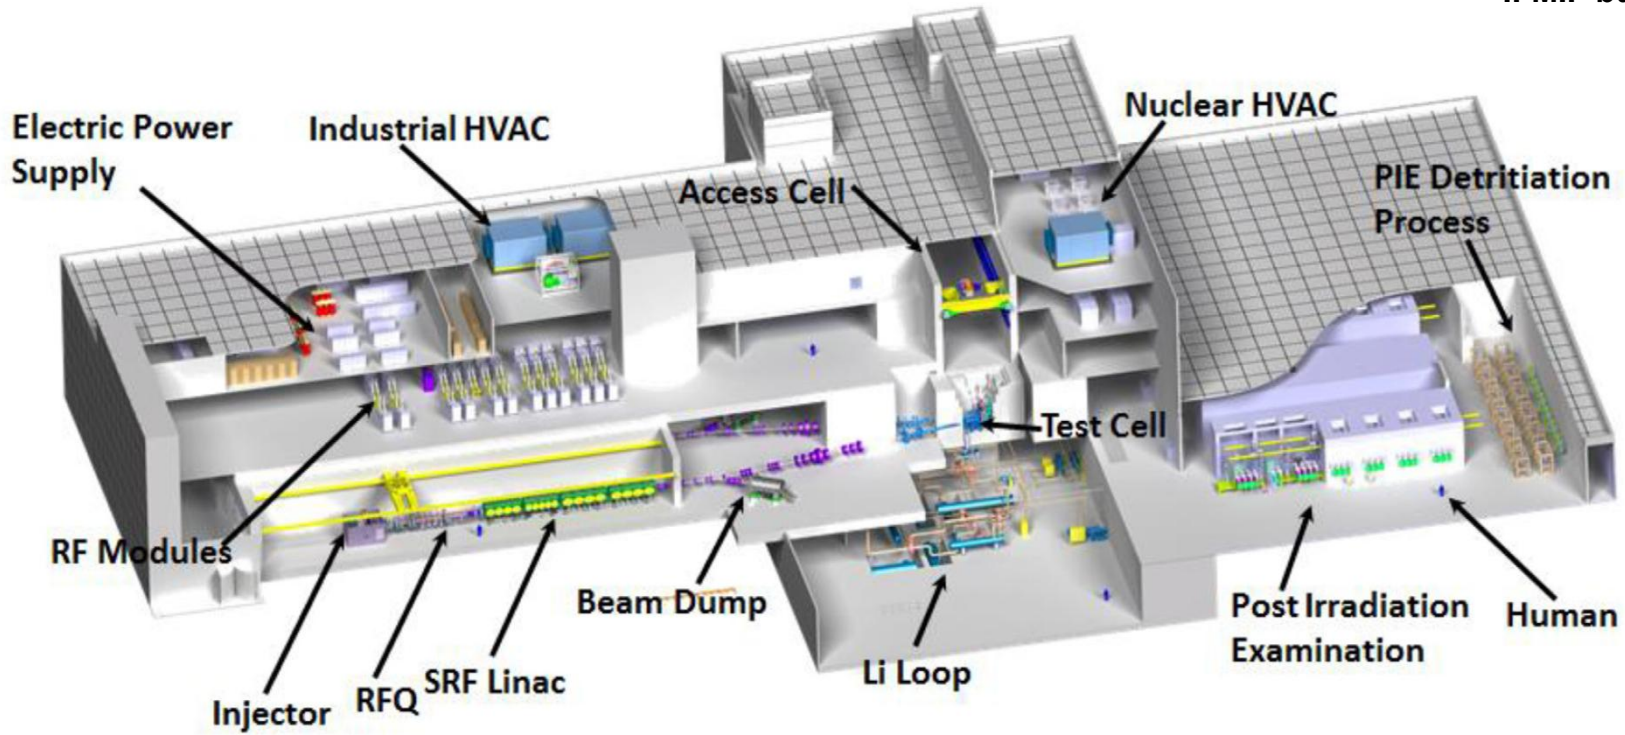 Electric Power
Supply
Industrial HVAC
Nuclear HVAC
Access Cell
PIE Detritiation
Process
Test Cell
RF Modules
Beam Dump
Post Irradiation
Examination
Human
Li Loop
SRF Linac
RFQ
Injector